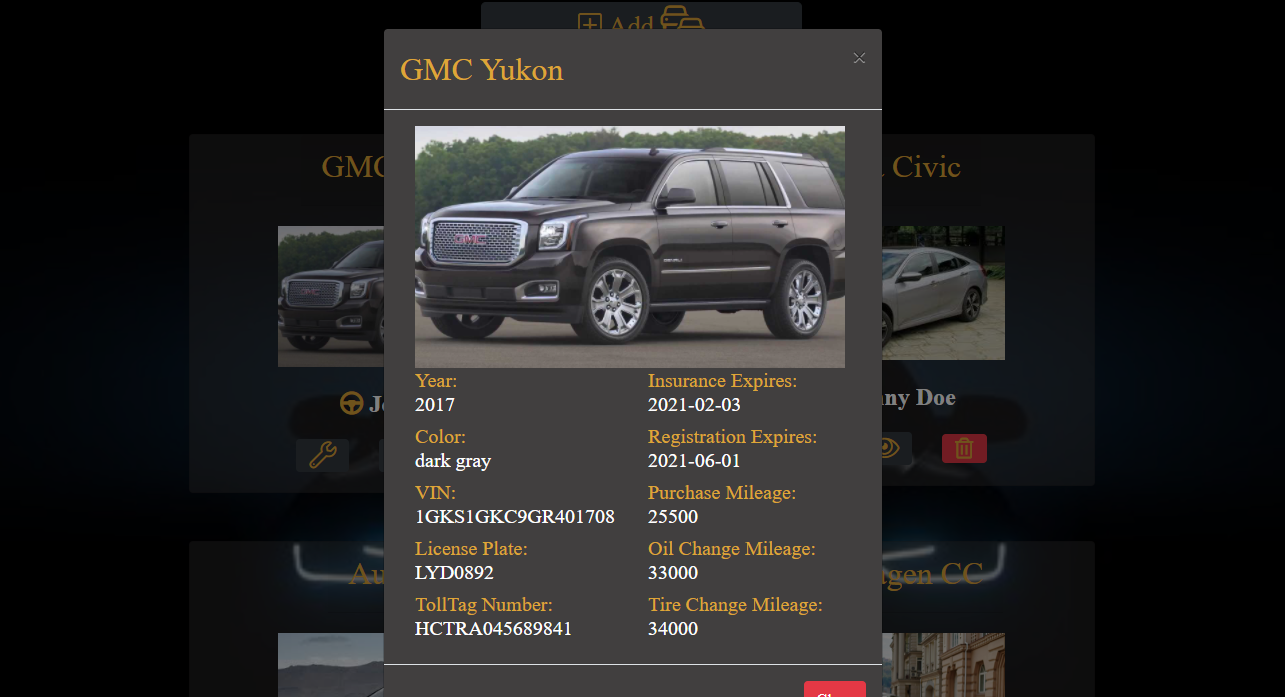 Add
GMC Yukon
×
GMC
Civic
Year:
2017
Insurance Expires:
2021-02-03
Color:
dark gray
Registration Expires:
2021-06-01
VIN:
1GKS1GKC9GR401708
Purchase Mileage:
25500
License Plate:
LYD0892
Oil Change Mileage:
33000
TollTag Number:
HCTRA045689841
Tire Change Mileage:
34000
Doe
CC